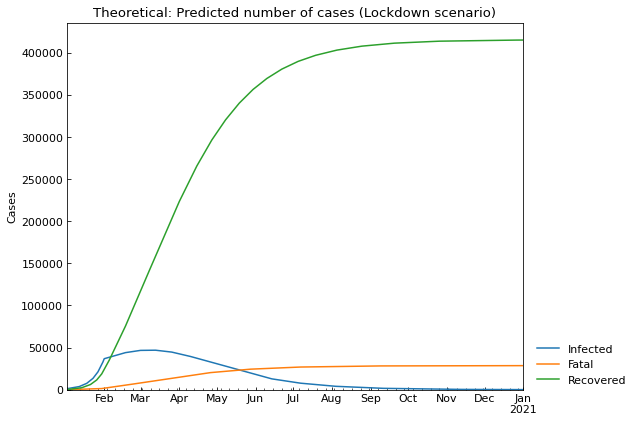 Theoretical: Predicted number of cases (Lockdown scenario)
400000
350000
300000
250000
200000
150000
100000
50000
0
Cases
Feb Mar Apr May Jun Jul Aug Sep Oct Nov Dec Jan
2021
Infected
Fatal
Recovered